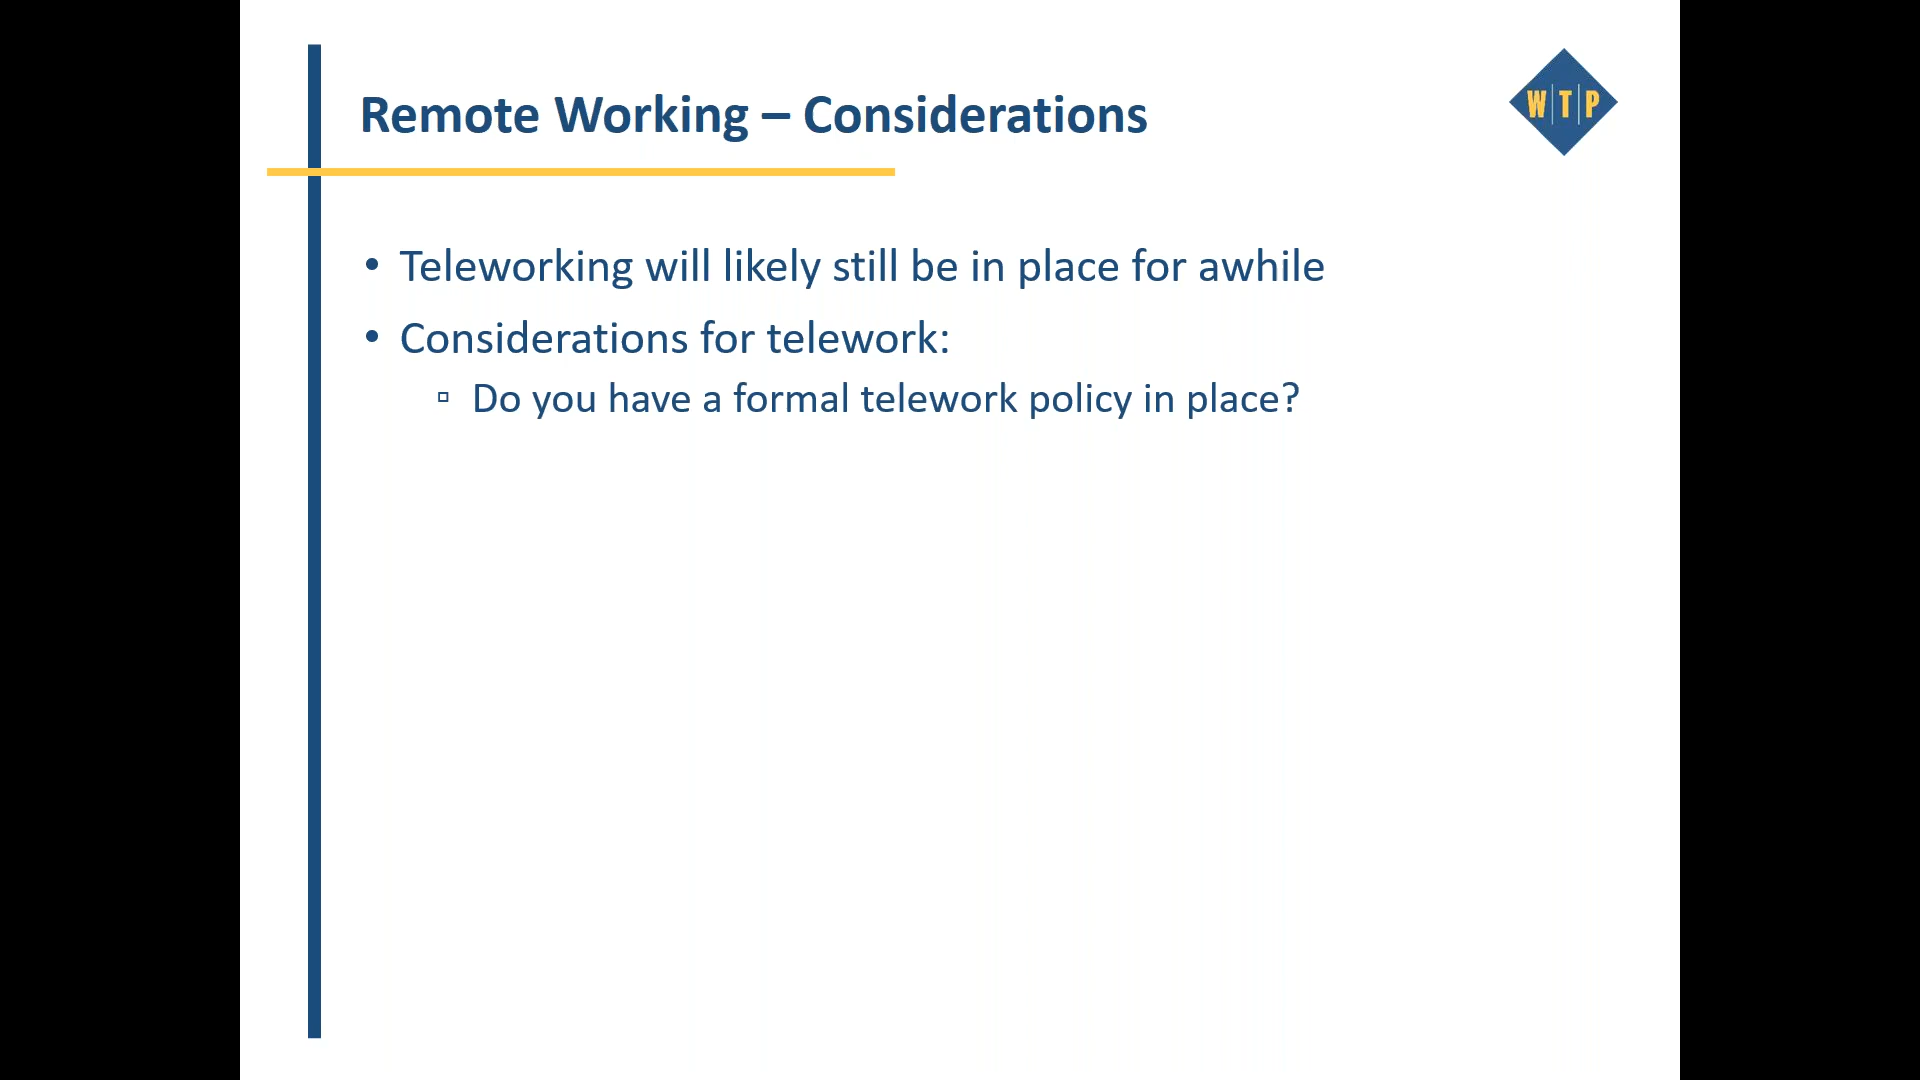 Remote Working – Considerations
W|T|P
• Teleworking will likely still be in place for awhile
• Considerations for telework:
▫ Do you have a formal telework policy in place?